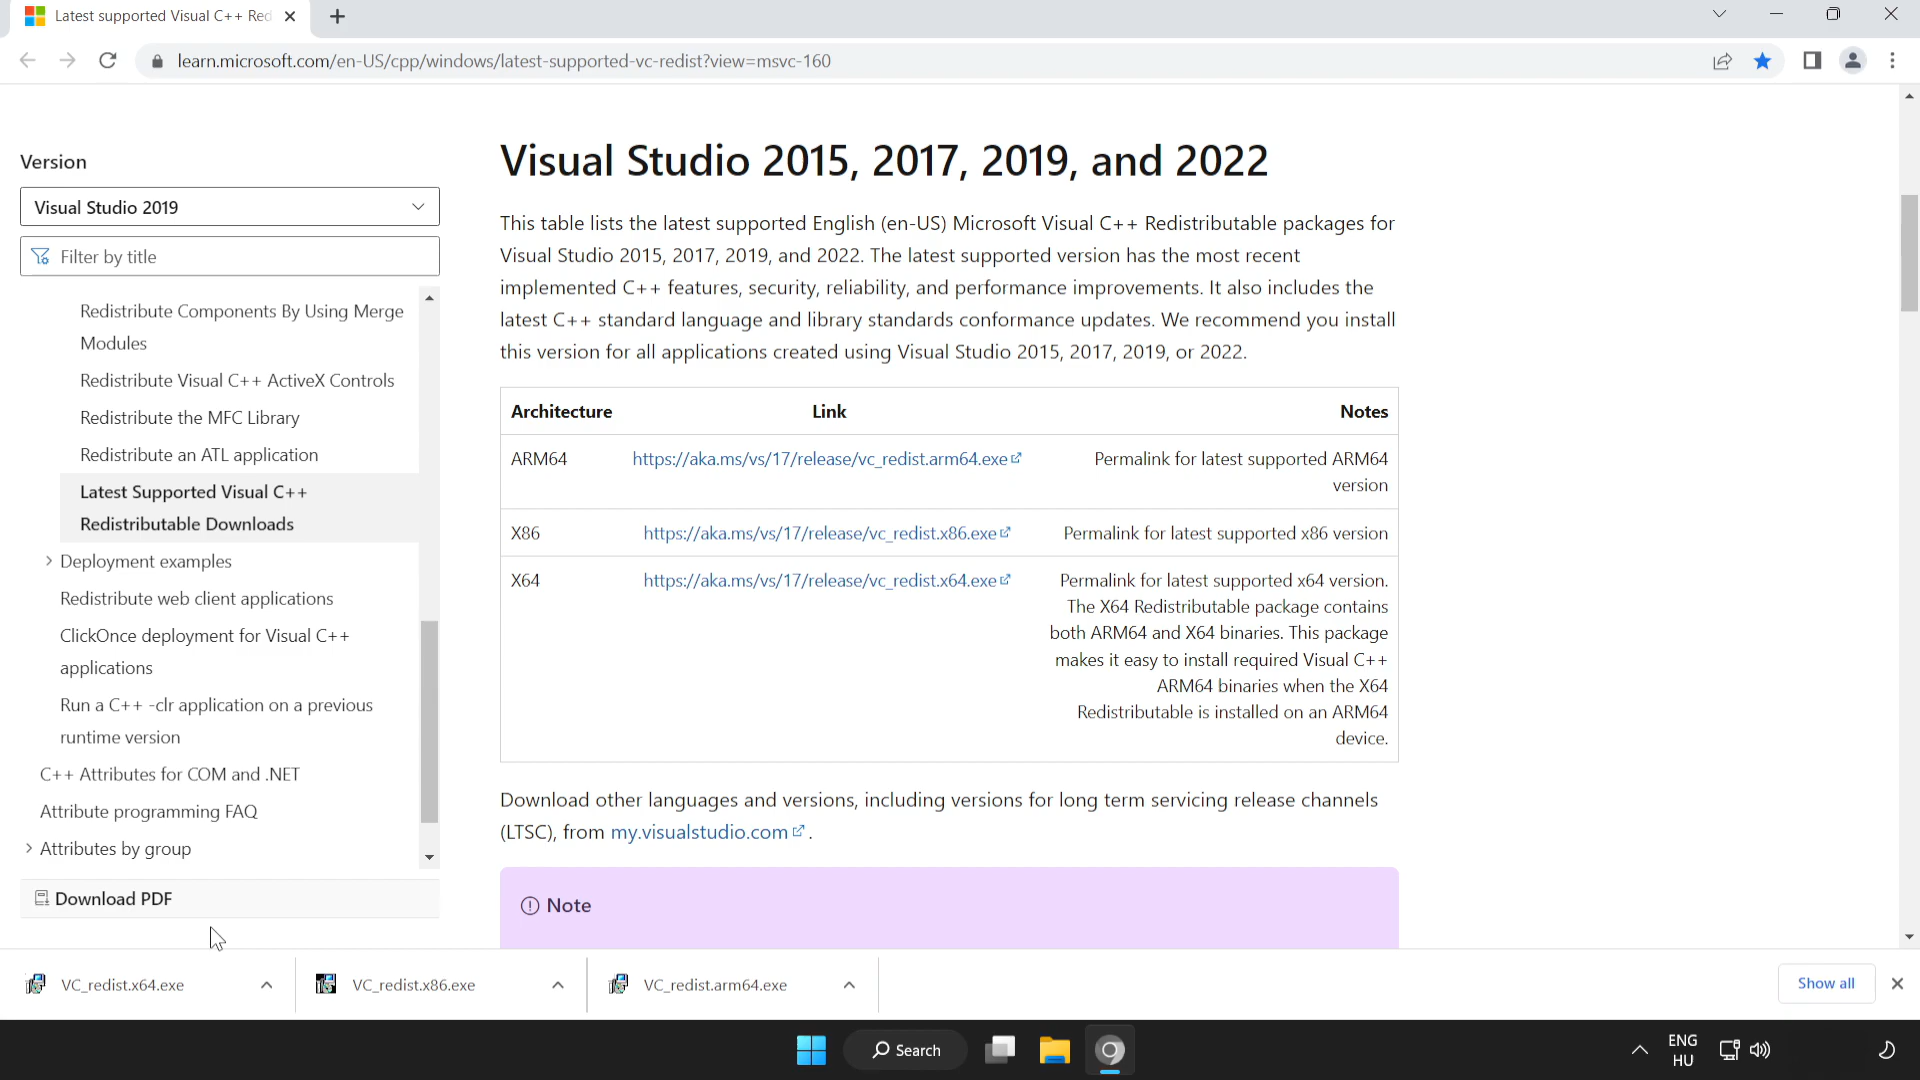 Latest supported Visual C++ Red
learn.microsoft.com/en-US/cpp/windows/latest-supported-vc-redist?view=msvc-160
Version
Visual Studio 2019
Filter by title
Redistribute Components By Using Merge
Modules
Redistribute Visual C++ ActiveX Controls
Redistribute the MFC Library
Redistribute an ATL application
Latest Supported Visual C++
Redistributable Downloads
Deployment examples
Redistribute web client applications
ClickOnce deployment for Visual C++
applications
Run a C++ -clr application on a previous
runtime version
C++ Attributes for COM and .NET
Attribute programming FAQ
Attributes by group
Download PDF
Visual Studio 2015, 2017, 2019, and 2022
This table lists the latest supported English (en-US) Microsoft Visual C++ Redistributable packages for
Visual Studio 2015, 2017, 2019, and 2022. The latest supported version has the most recent
implemented C++ features, security, reliability, and performance improvements. It also includes the
latest C++ standard language and library standards conformance updates. We recommend you install
this version for all applications created using Visual Studio 2015, 2017, 2019, or 2022.
Architecture Link Notes
ARM64 https://aka.ms/vs/17/release/vc_redist.arm64.exe Permalink for latest supported ARM64
version
X86 https://aka.ms/vs/17/release/vc_redist.x86.exe Permalink for latest supported x86 version
X64 https://aka.ms/vs/17/release/vc_redist.x64.exe Permalink for latest supported x64 version.
The X64 Redistributable package contains
both ARM64 and X64 binaries. This package
makes it easy to install required Visual C++
ARM64 binaries when the X64
Redistributable is installed on an ARM64
device.
Download other languages and versions, including versions for long term servicing release channels
(LTSC), from my.visualstudio.com .
Note
VC_redist.x64.exe
VC_redist.x86.exe
VC_redist.arm64.exe
Show all
Search
ENG
HU